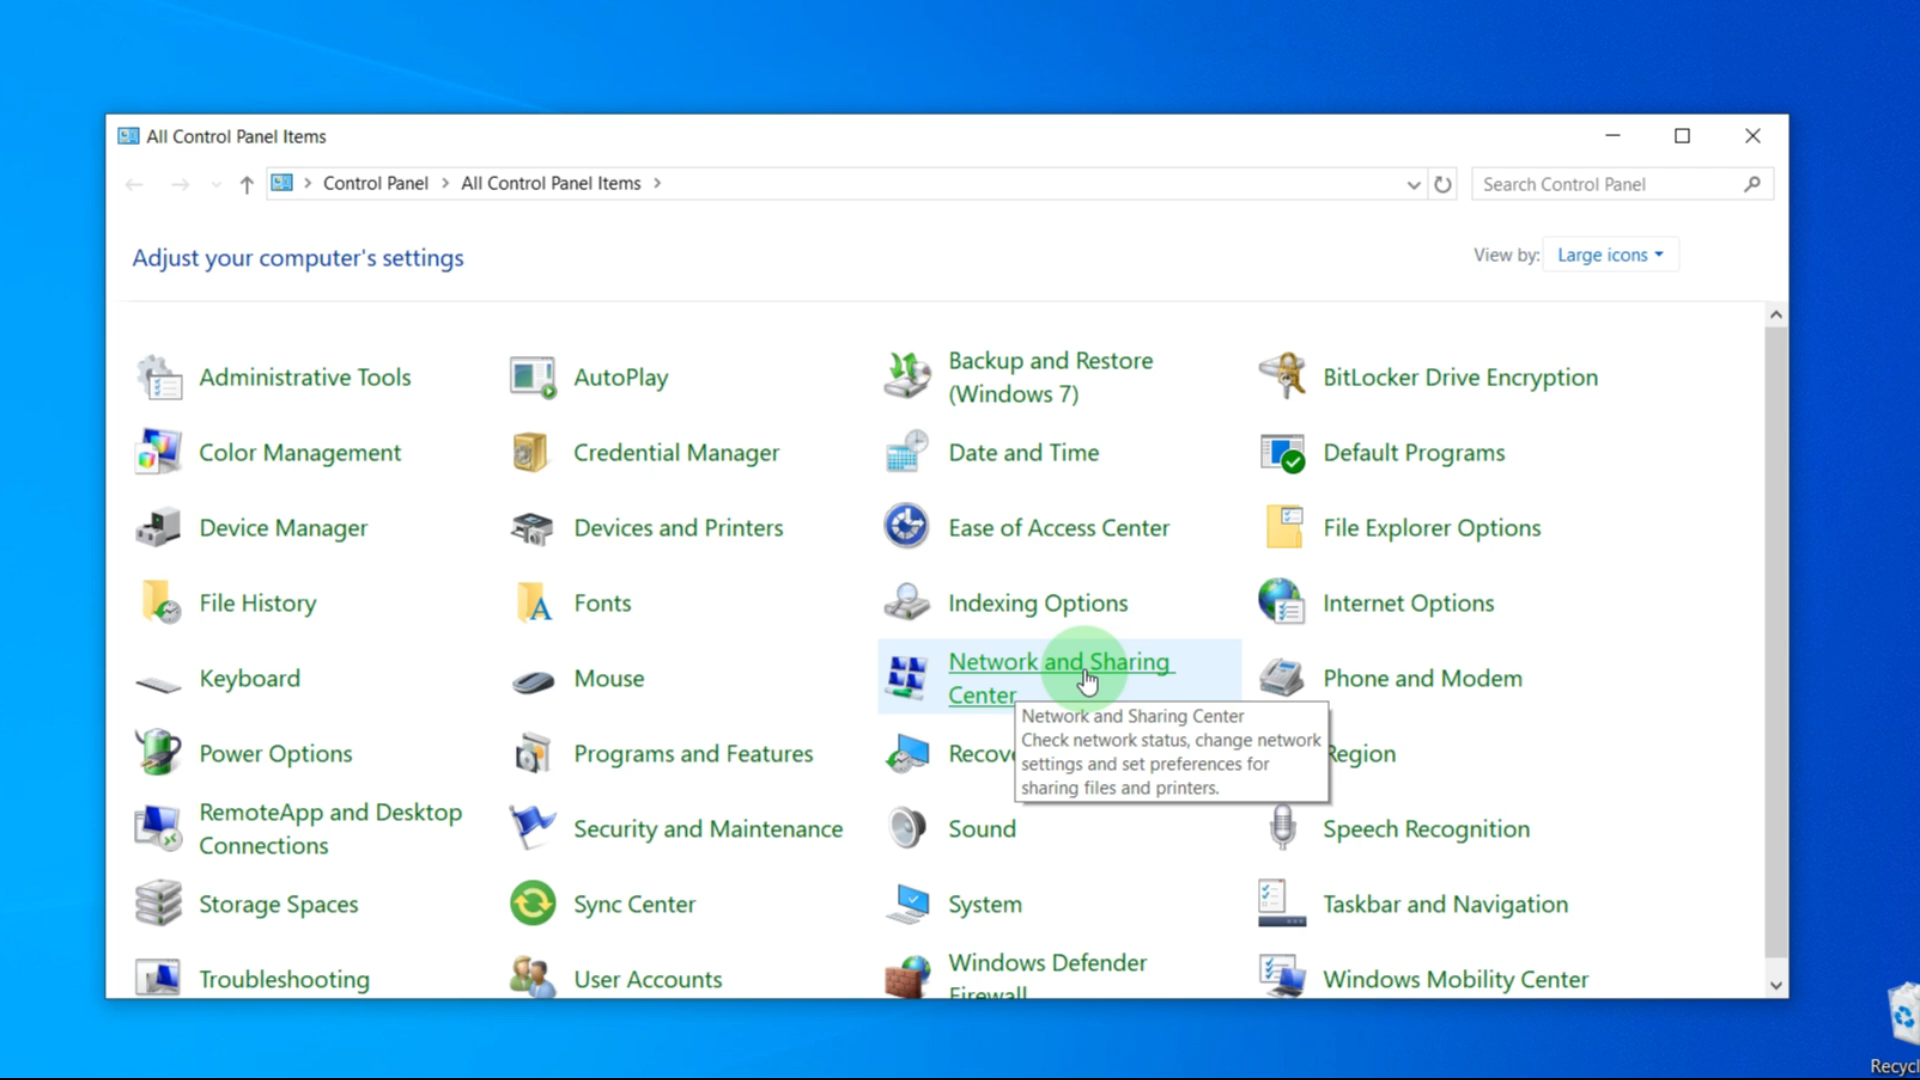 All Control Panel Items
Control Panel > All Control Panel Items >
Search Control Panel
Adjust your computer's settings
View by: Large icons
Administrative Tools
AutoPlay
Backup and Restore
(Windows 7)
BitLocker Drive Encryption
Color Management
Credential Manager
Date and Time
Default Programs
Device Manager
Devices and Printers
Ease of Access Center
File Explorer Options
File History
Fonts
Indexing Options
Internet Options
Keyboard
Mouse
Network and Sharing
Center
Phone and Modem
Network and Sharing Center
Check network status, change network
settings and set preferences for
sharing files and printers.
Power Options
Programs and Features
Recov
Region
RemoteApp and Desktop
Connections
Security and Maintenance
Sound
Speech Recognition
Storage Spaces
Sync Center
System
Taskbar and Navigation
Troubleshooting
User Accounts
Windows Defender
Firewall
Windows Mobility Center
Recycl